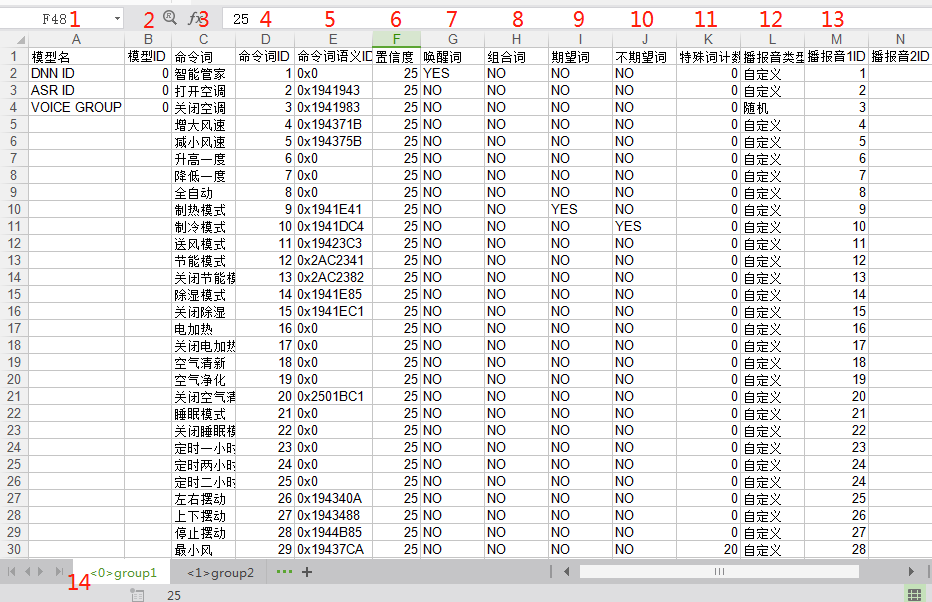 F48 1 2 3 fx 25 4 5 6 7 8 9 10 11 12 13
A B C D E F G H I J K L M N
1 模型名 模型ID 命令词 命令词ID 命令词语义ID 置信度 唤醒词 组合词 期望词 不期望词 特殊词计数 播报音类型 播报音1ID 播报音2ID
2 DNN ID 0 智能管家 1 0x0 25 YES NO NO NO 0 自定义 1
3 ASR ID 0 打开空调 2 0x1941943 25 NO NO NO NO 0 自定义 2
4 VOICE GROUP 0 关闭空调 3 0x1941983 25 NO NO NO NO 0 随机 3
5 增大风速 4 0x194371B 25 NO NO NO NO 0 自定义 4
6 减小风速 5 0x194375B 25 NO NO NO NO 0 自定义 5
7 升高一度 6 0x0 25 NO NO NO NO 0 自定义 6
8 降低一度 7 0x0 25 NO NO NO NO 0 自定义 7
9 全自动 8 0x0 25 NO NO NO NO 0 自定义 8
10 制热模式 9 0x1941E41 25 NO NO YES NO 0 自定义 9
11 制冷模式 10 0x1941DC4 25 NO NO NO YES 0 自定义 10
12 送风模式 11 0x19423C3 25 NO NO NO NO 0 自定义 11
13 节能模式 12 0x2AC2341 25 NO NO NO NO 0 自定义 12
14 关闭节能模 13 0x2AC2382 25 NO NO NO NO 0 自定义 13
15 除湿模式 14 0x1941E85 25 NO NO NO NO 0 自定义 14
16 关闭除湿 15 0x1941EC1 25 NO NO NO NO 0 自定义 15
17 电加热 16 0x0 25 NO NO NO NO 0 自定义 16
18 关闭电加热 17 0x0 25 NO NO NO NO 0 自定义 17
19 空气清新 18 0x0 25 NO NO NO NO 0 自定义 18
20 空气净化 19 0x0 25 NO NO NO NO 0 自定义 19
21 关闭空气清 20 0x2501BC1 25 NO NO NO NO 0 自定义 20
22 睡眠模式 21 0x0 25 NO NO NO NO 0 自定义 21
23 关闭睡眠模 22 0x0 25 NO NO NO NO 0 自定义 22
24 定时一小时 23 0x0 25 NO NO NO NO 0 自定义 23
25 定时两小时 24 0x0 25 NO NO NO NO 0 自定义 24
26 定时二小时 25 0x0 25 NO NO NO NO 0 自定义 24
27 左右摆动 26 0x194340A 25 NO NO NO NO 0 自定义 25
28 上下摆动 27 0x1943488 25 NO NO NO NO 0 自定义 26
29 停止摆动 28 0x1944B85 25 NO NO NO NO 0 自定义 27
30 最小风 29 0x19437CA 25 NO NO NO NO 20 自定义 28
14 <0>group1 <1>group2 ··· +
25